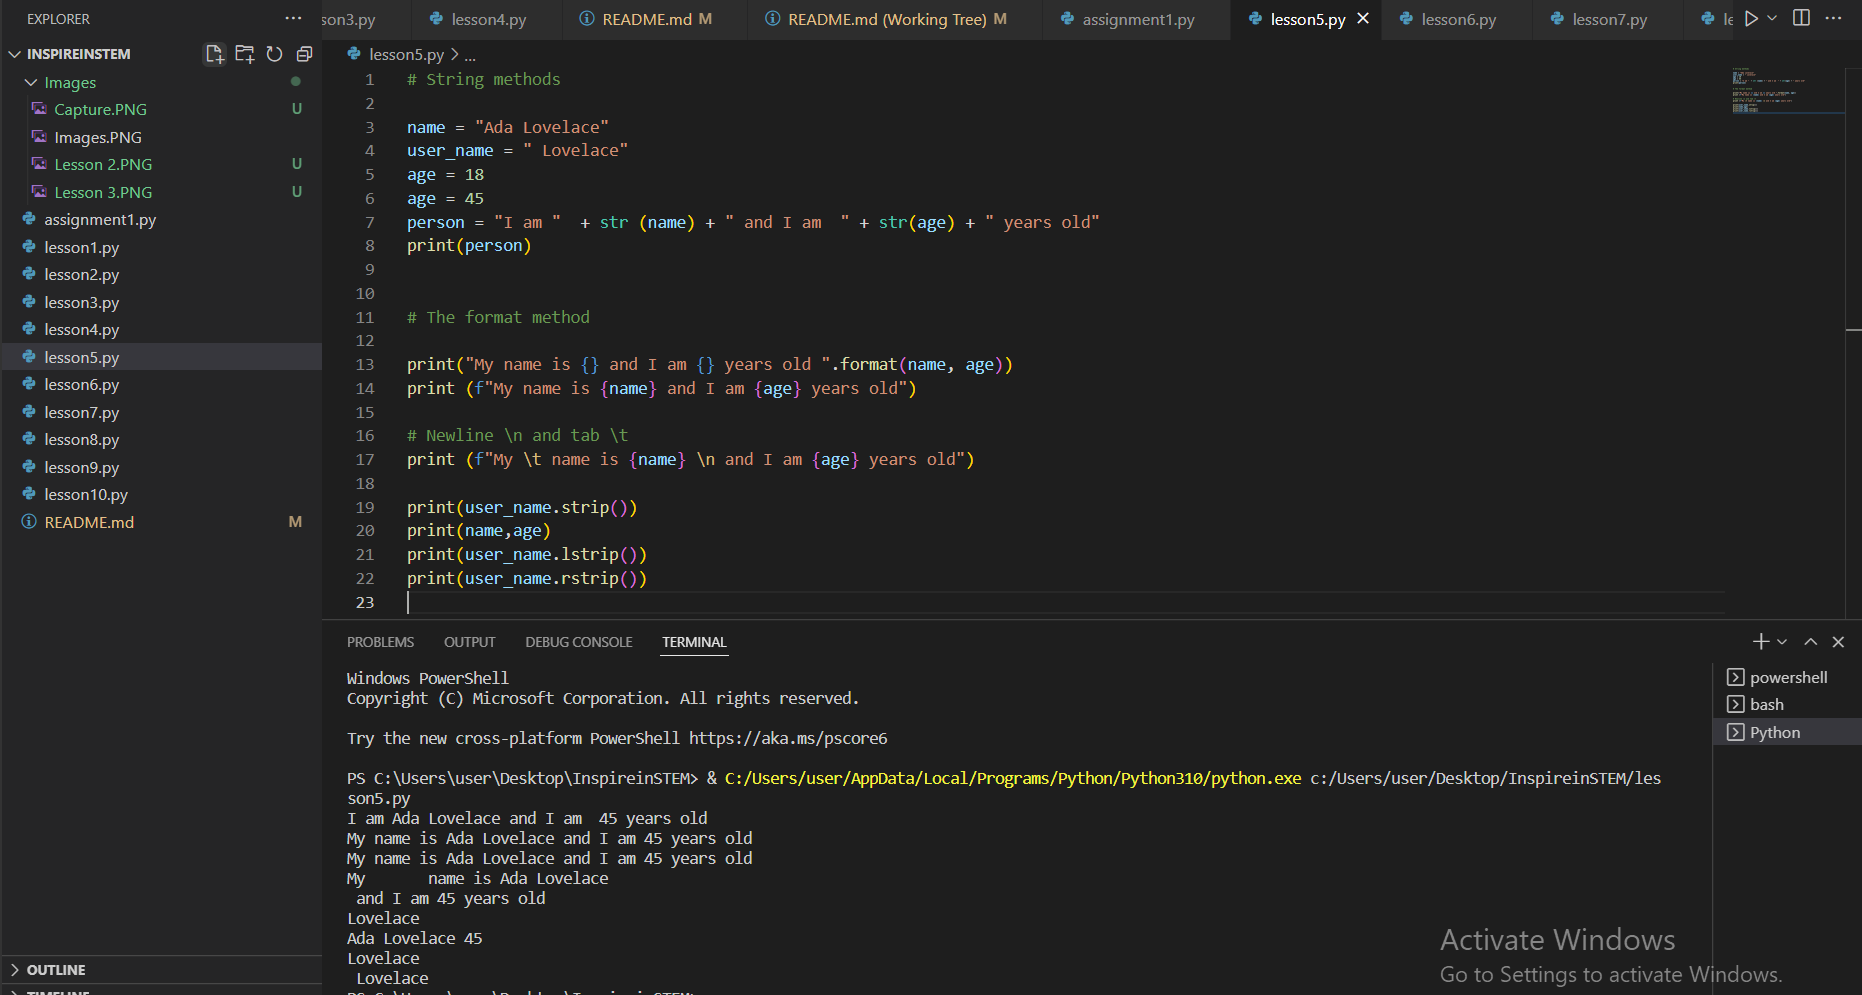 EXPLORER
INSPIREINSTEM
Images
Capture.PNG U
Images.PNG
Lesson 2.PNG U
Lesson 3.PNG U
assignment1.py
lesson1.py
lesson2.py
lesson3.py
lesson4.py
lesson5.py
lesson6.py
lesson7.py
lesson8.py
lesson9.py
lesson10.py
README.md M
OUTLINE
TIMELINE
son3.py lesson4.py README.md M README.md (Working Tree) M assignment1.py lesson5.py lesson6.py lesson7.py le
lesson5.py > ...
1 # String methods
2
3 name = "Ada Lovelace"
4 user_name = " Lovelace"
5 age = 18
6 age = 45
7 person = "I am "  + str (name) + " and I am  " + str(age) + " years old"
8 print(person)
9
10
11 # The format method
12
13 print("My name is {} and I am {} years old ".format(name, age))
14 print (f"My name is {name} and I am {age} years old")
15
16 # Newline \n and tab \t
17 print (f"My \t name is {name} \n and I am {age} years old")
18
19 print(user_name.strip())
20 print(name,age)
21 print(user_name.lstrip())
22 print(user_name.rstrip())
23
PROBLEMS OUTPUT DEBUG CONSOLE TERMINAL
Windows PowerShell
Copyright (C) Microsoft Corporation. All rights reserved.
Try the new cross-platform PowerShell https://aka.ms/pscore6
PS C:\Users\user\Desktop\InspireinSTEM> & C:/Users/user/AppData/Local/Programs/Python/Python310/python.exe c:/Users/user/Desktop/InspireinSTEM/les
son5.py
I am Ada Lovelace and I am  45 years old
My name is Ada Lovelace and I am 45 years old
My name is Ada Lovelace and I am 45 years old
My       name is Ada Lovelace
 and I am 45 years old
Lovelace
Ada Lovelace 45
Lovelace
 Lovelace
PS C:\Users\user\Desktop\InspireinSTEM>
powershell
bash
Python
Activate Windows
Go to Settings to activate Windows.